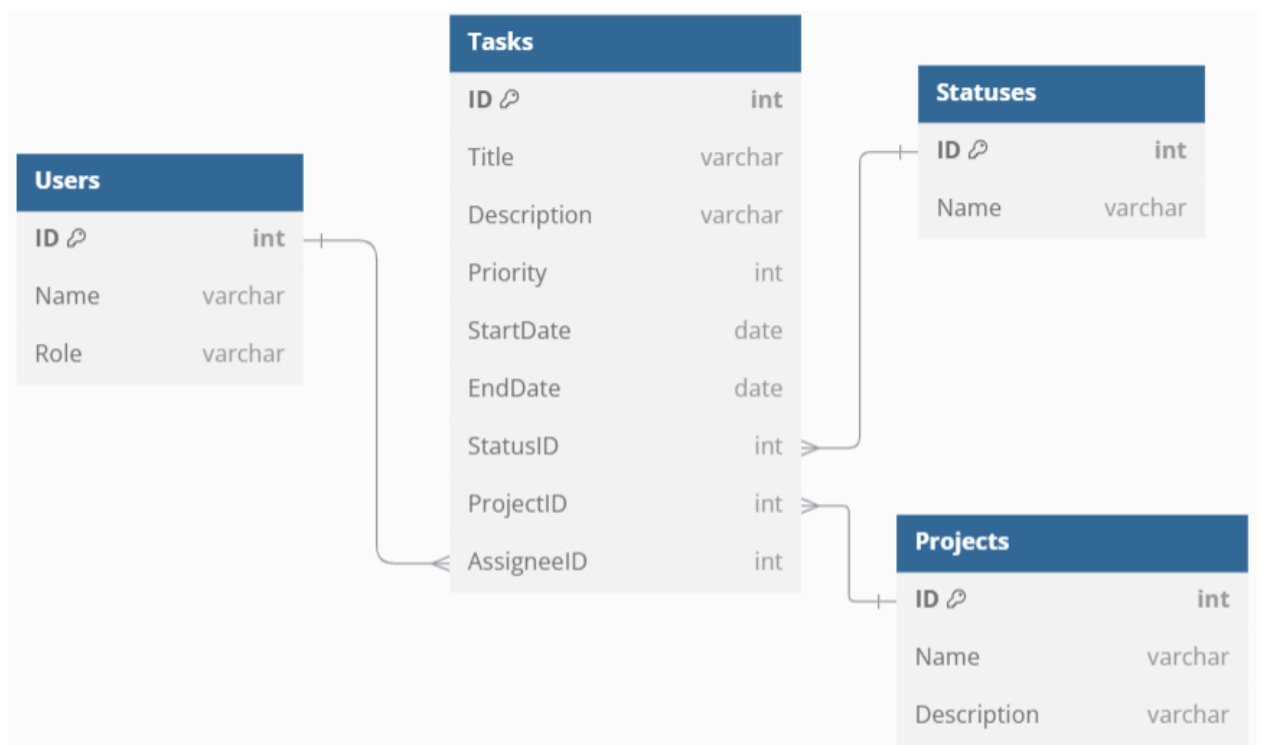 Users
ID int
Name varchar
Role varchar
Tasks
ID int
Title varchar
Description varchar
Priority int
StartDate date
EndDate date
StatusID int
ProjectID int
AssigneeID int
Statuses
ID int
Name varchar
Projects
ID int
Name varchar
Description varchar